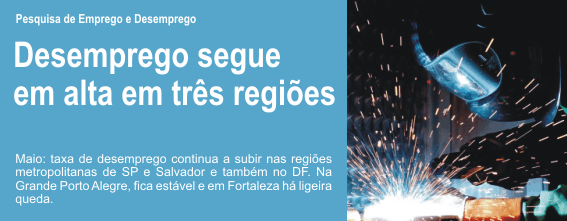 Pesquisa de Emprego e Desemprego
Desemprego segue
em alta em três regiões
Maio: taxa de desemprego continua a subir nas regiões
metropolitanas de SP e Salvador e também no DF. Na
Grande Porto Alegre, fica estável e em Fortaleza há ligeira
queda.